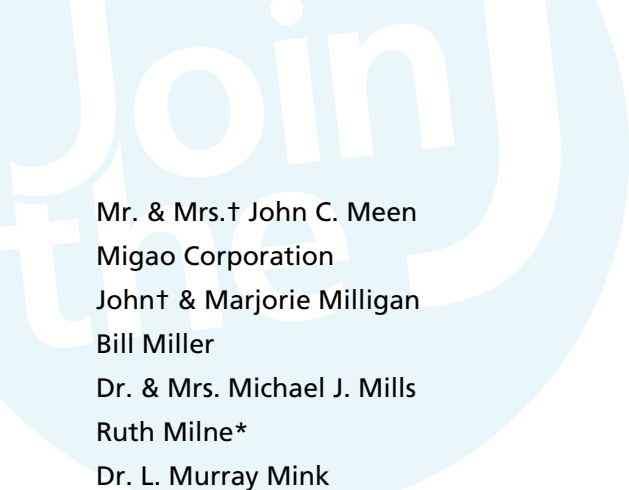 Join
the J
Mr. & Mrs.† John C. Meen
Migao Corporation
John† & Marjorie Milligan
Bill Miller
Dr. & Mrs. Michael J. Mills
Ruth Milne*
Dr. L. Murray Mink